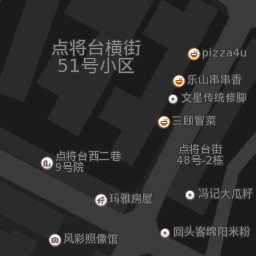 点将台横街
51号小区
pizza4u
乐山串串香
文星传统修脚
三顾冒菜
点将台街
48号-2栋
点将台西二巷
9号院
玛雅房屋
冯记大瓜籽
回头客绵阳米粉
风彩照像馆